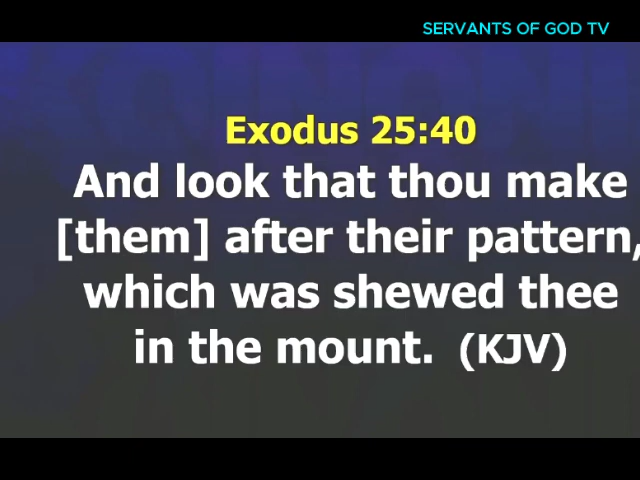 SERVANTS OF GOD TV
Exodus 25:40
And look that thou make
[them] after their pattern,
which was shewed thee
in the mount. (KJV)